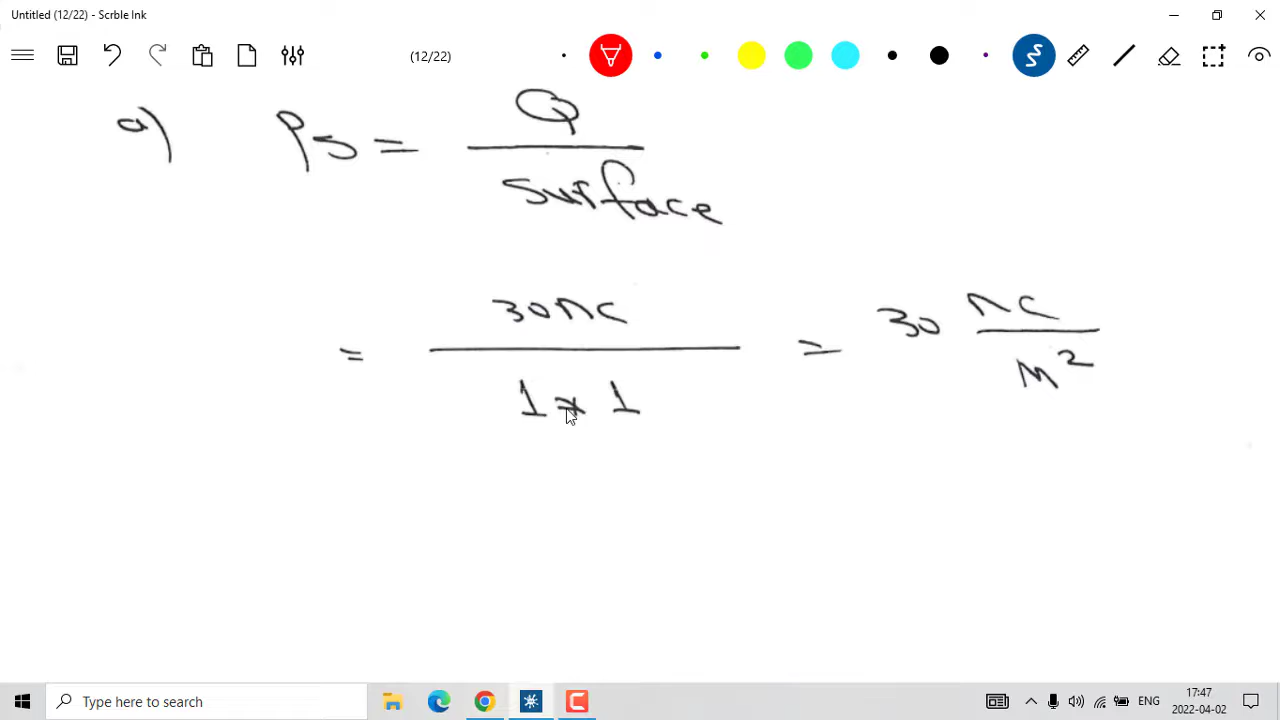 Untitled (12/22) - Scrble Ink
(12/22)
a) ρs = Q / surface
= 30nC / 1 x 1 = 30 nC / m²
Type here to search
ENG
17:47
2022-04-02